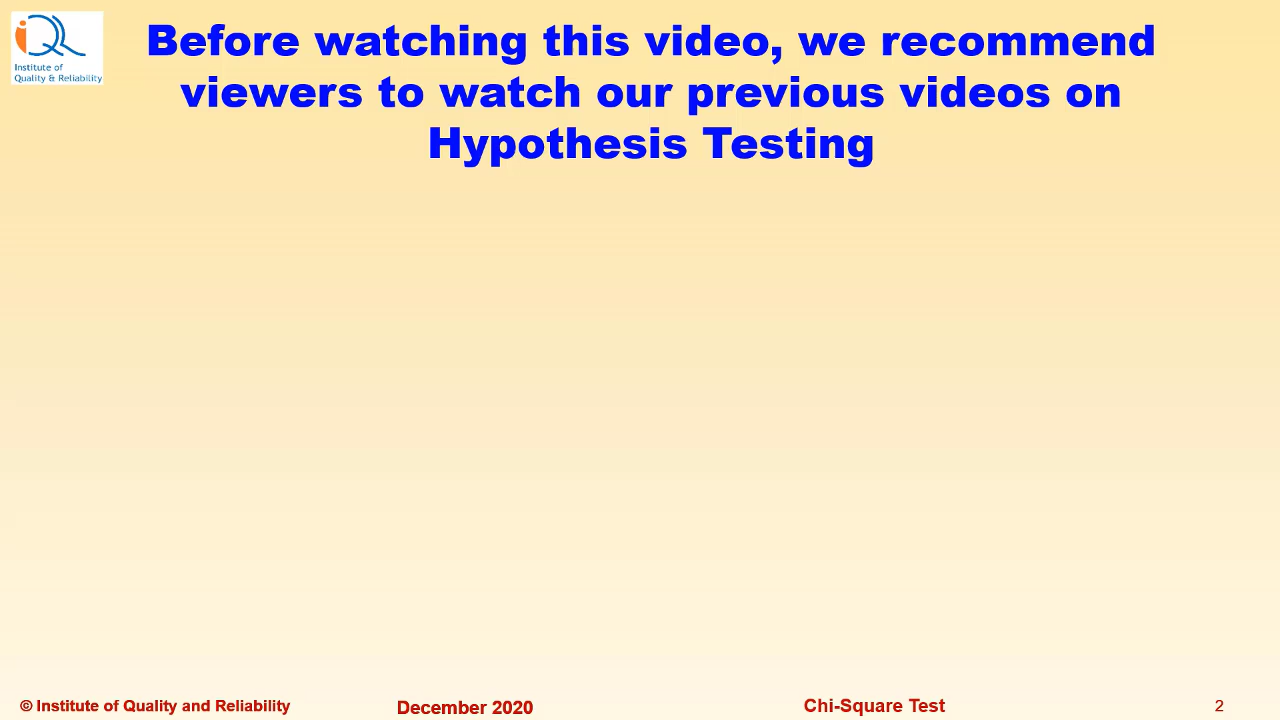 iQR
Institute of
Quality & Reliability
Before watching this video, we recommend
viewers to watch our previous videos on
Hypothesis Testing
© Institute of Quality and Reliability
December 2020
Chi-Square Test
2